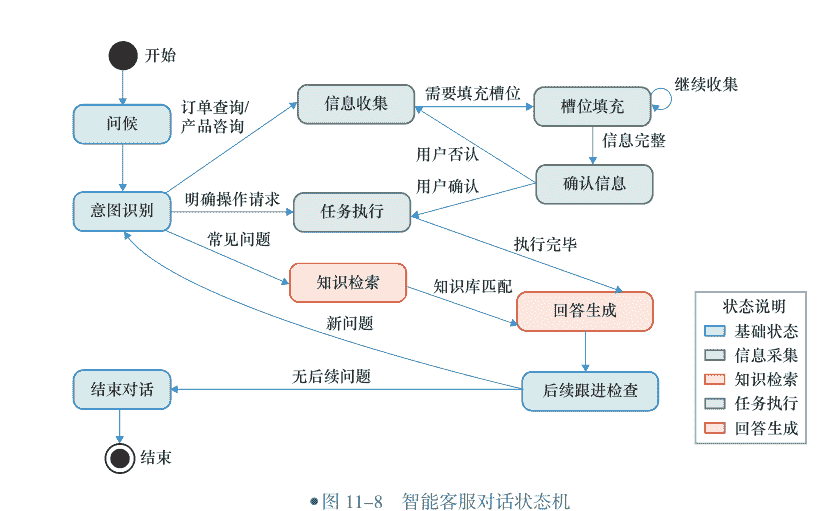 开始
问候
订单查询/
产品咨询
信息收集
需要填充槽位
槽位填充
继续收集
信息完整
用户否认
用户确认
确认信息
意图识别
明确操作请求
任务执行
常见问题
执行完毕
知识检索
知识库匹配
回答生成
新问题
无后续问题
后续跟进检查
结束对话
结束
状态说明
基础状态
信息采集
知识检索
任务执行
回答生成
●图 11-8 智能客服对话状态机